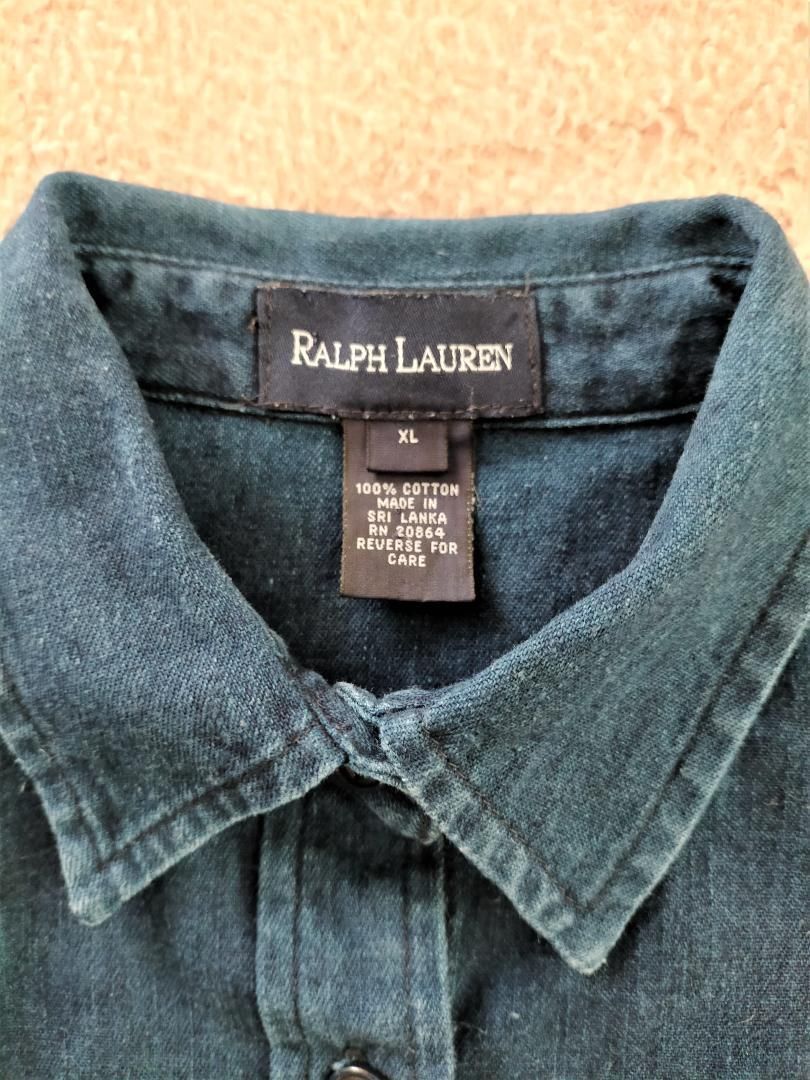 RALPH LAUREN
XL
100% COTTON
MADE IN
SRI LANKA
RN 20864
REVERSE FOR
CARE